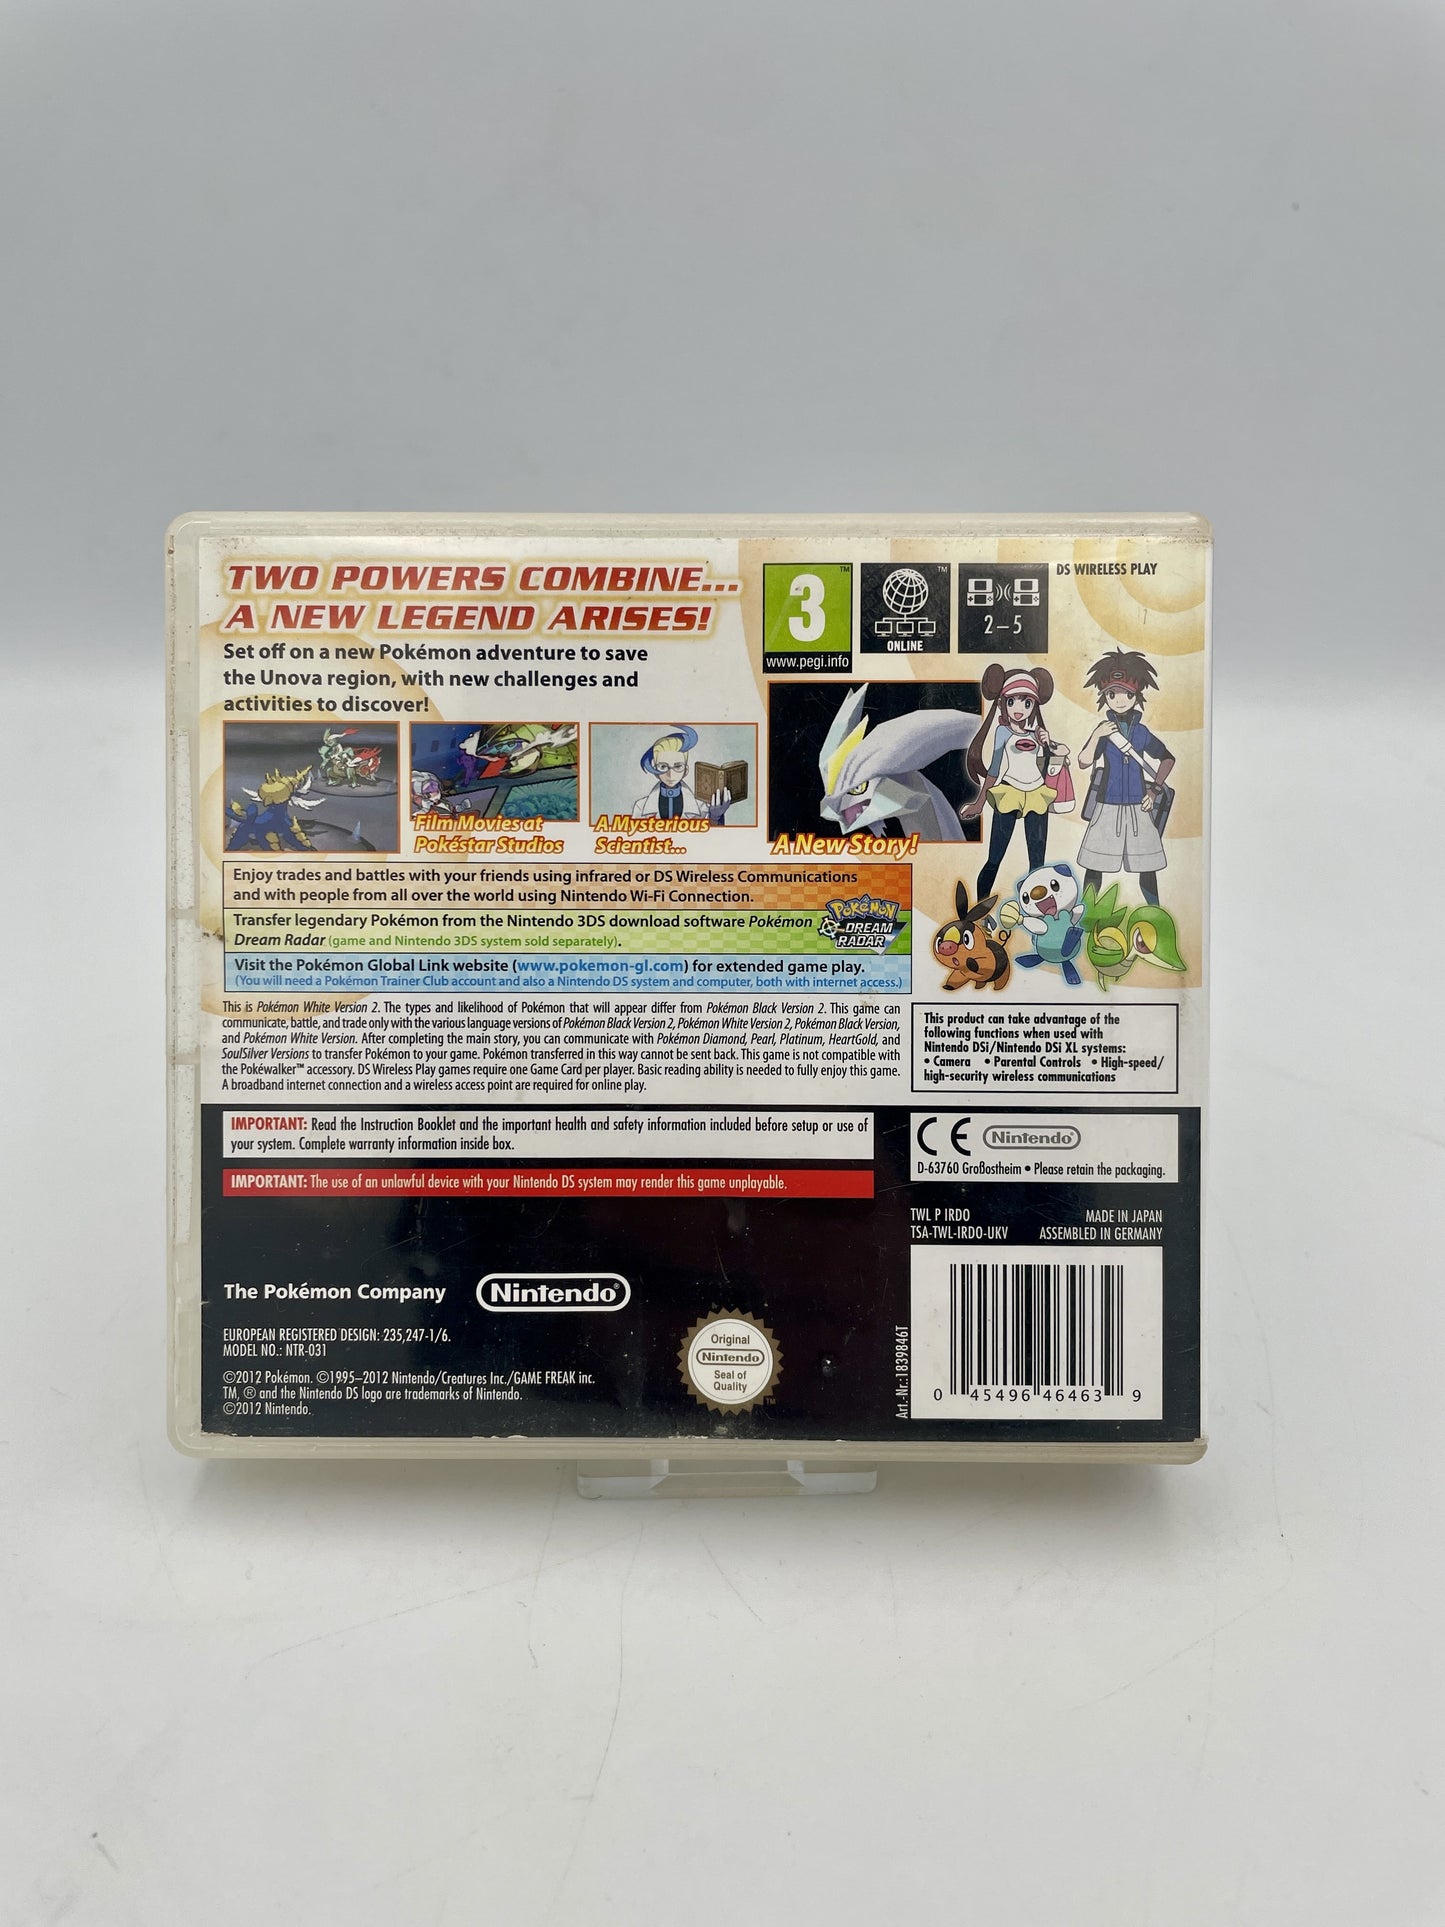 TWO POWERS COMBINE...
A NEW LEGEND ARISES!
Set off on a new Pokémon adventure to save
the Unova region, with new challenges and
activities to discover!
3
™
www.pegi.info
™
ONLINE
2–5
DS WIRELESS PLAY
Film Movies at
Pokéstar Studios
A Mysterious
Scientist...
A New Story!
Enjoy trades and battles with your friends using infrared or DS Wireless Communications
and with people from all over the world using Nintendo Wi-Fi Connection.
Transfer legendary Pokémon from the Nintendo 3DS download software Pokémon
Dream Radar (game and Nintendo 3DS system sold separately).
Pokémon
DREAM
RADAR
Visit the Pokémon Global Link website (www.pokemon-gl.com) for extended game play.
(You will need a Pokémon Trainer Club account and also a Nintendo DS system and computer, both with internet access.)
This is Pokémon White Version 2. The types and likelihood of Pokémon that will appear differ from Pokémon Black Version 2. This game can
communicate, battle, and trade only with the various language versions of Pokémon Black Version 2, Pokémon White Version 2, Pokémon Black Version,
and Pokémon White Version. After completing the main story, you can communicate with Pokémon Diamond, Pearl, Platinum, HeartGold, and
SoulSilver Versions to transfer Pokémon to your game. Pokémon transferred in this way cannot be sent back. This game is not compatible with
the Pokéwalker™ accessory. DS Wireless Play games require one Game Card per player. Basic reading ability is needed to fully enjoy this game.
A broadband internet connection and a wireless access point are required for online play.
This product can take advantage of the
following functions when used with
Nintendo DSi/Nintendo DSi XL systems:
• Camera • Parental Controls • High-speed/
high-security wireless communications
IMPORTANT: Read the Instruction Booklet and the important health and safety information included before setup or use of
your system. Complete warranty information inside box.
IMPORTANT: The use of an unlawful device with your Nintendo DS system may render this game unplayable.
CE Nintendo®
D-63760 Großostheim • Please retain the packaging.
TWL P IRDO MADE IN JAPAN
TSA-TWL-IRDO-UKV ASSEMBLED IN GERMANY
The Pokémon Company Nintendo®
EUROPEAN REGISTERED DESIGN: 235,247-1/6.
MODEL NO.: NTR-031
©2012 Pokémon. ©1995–2012 Nintendo/Creatures Inc./GAME FREAK inc.
TM, ® and the Nintendo DS logo are trademarks of Nintendo.
©2012 Nintendo.
Original
Nintendo
Seal of
Quality
™
Art.-Nr.:1839846T
0 45496 46463 9